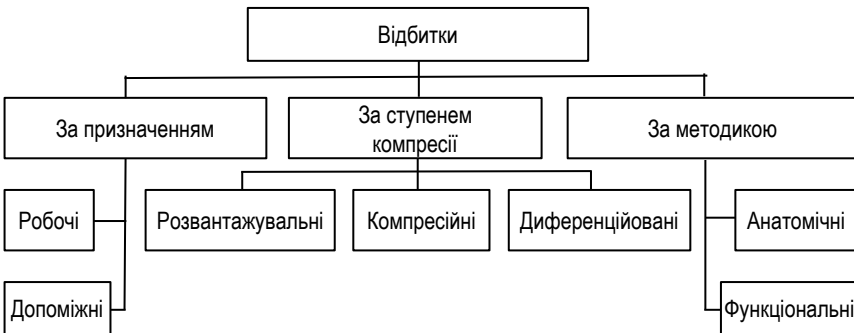 Відбитки
За призначенням
За ступенем
компресії
За методикою
Робочі
Розвантажувальні
Компресійні
Диференційовані
Анатомічні
Допоміжні
Функціональні